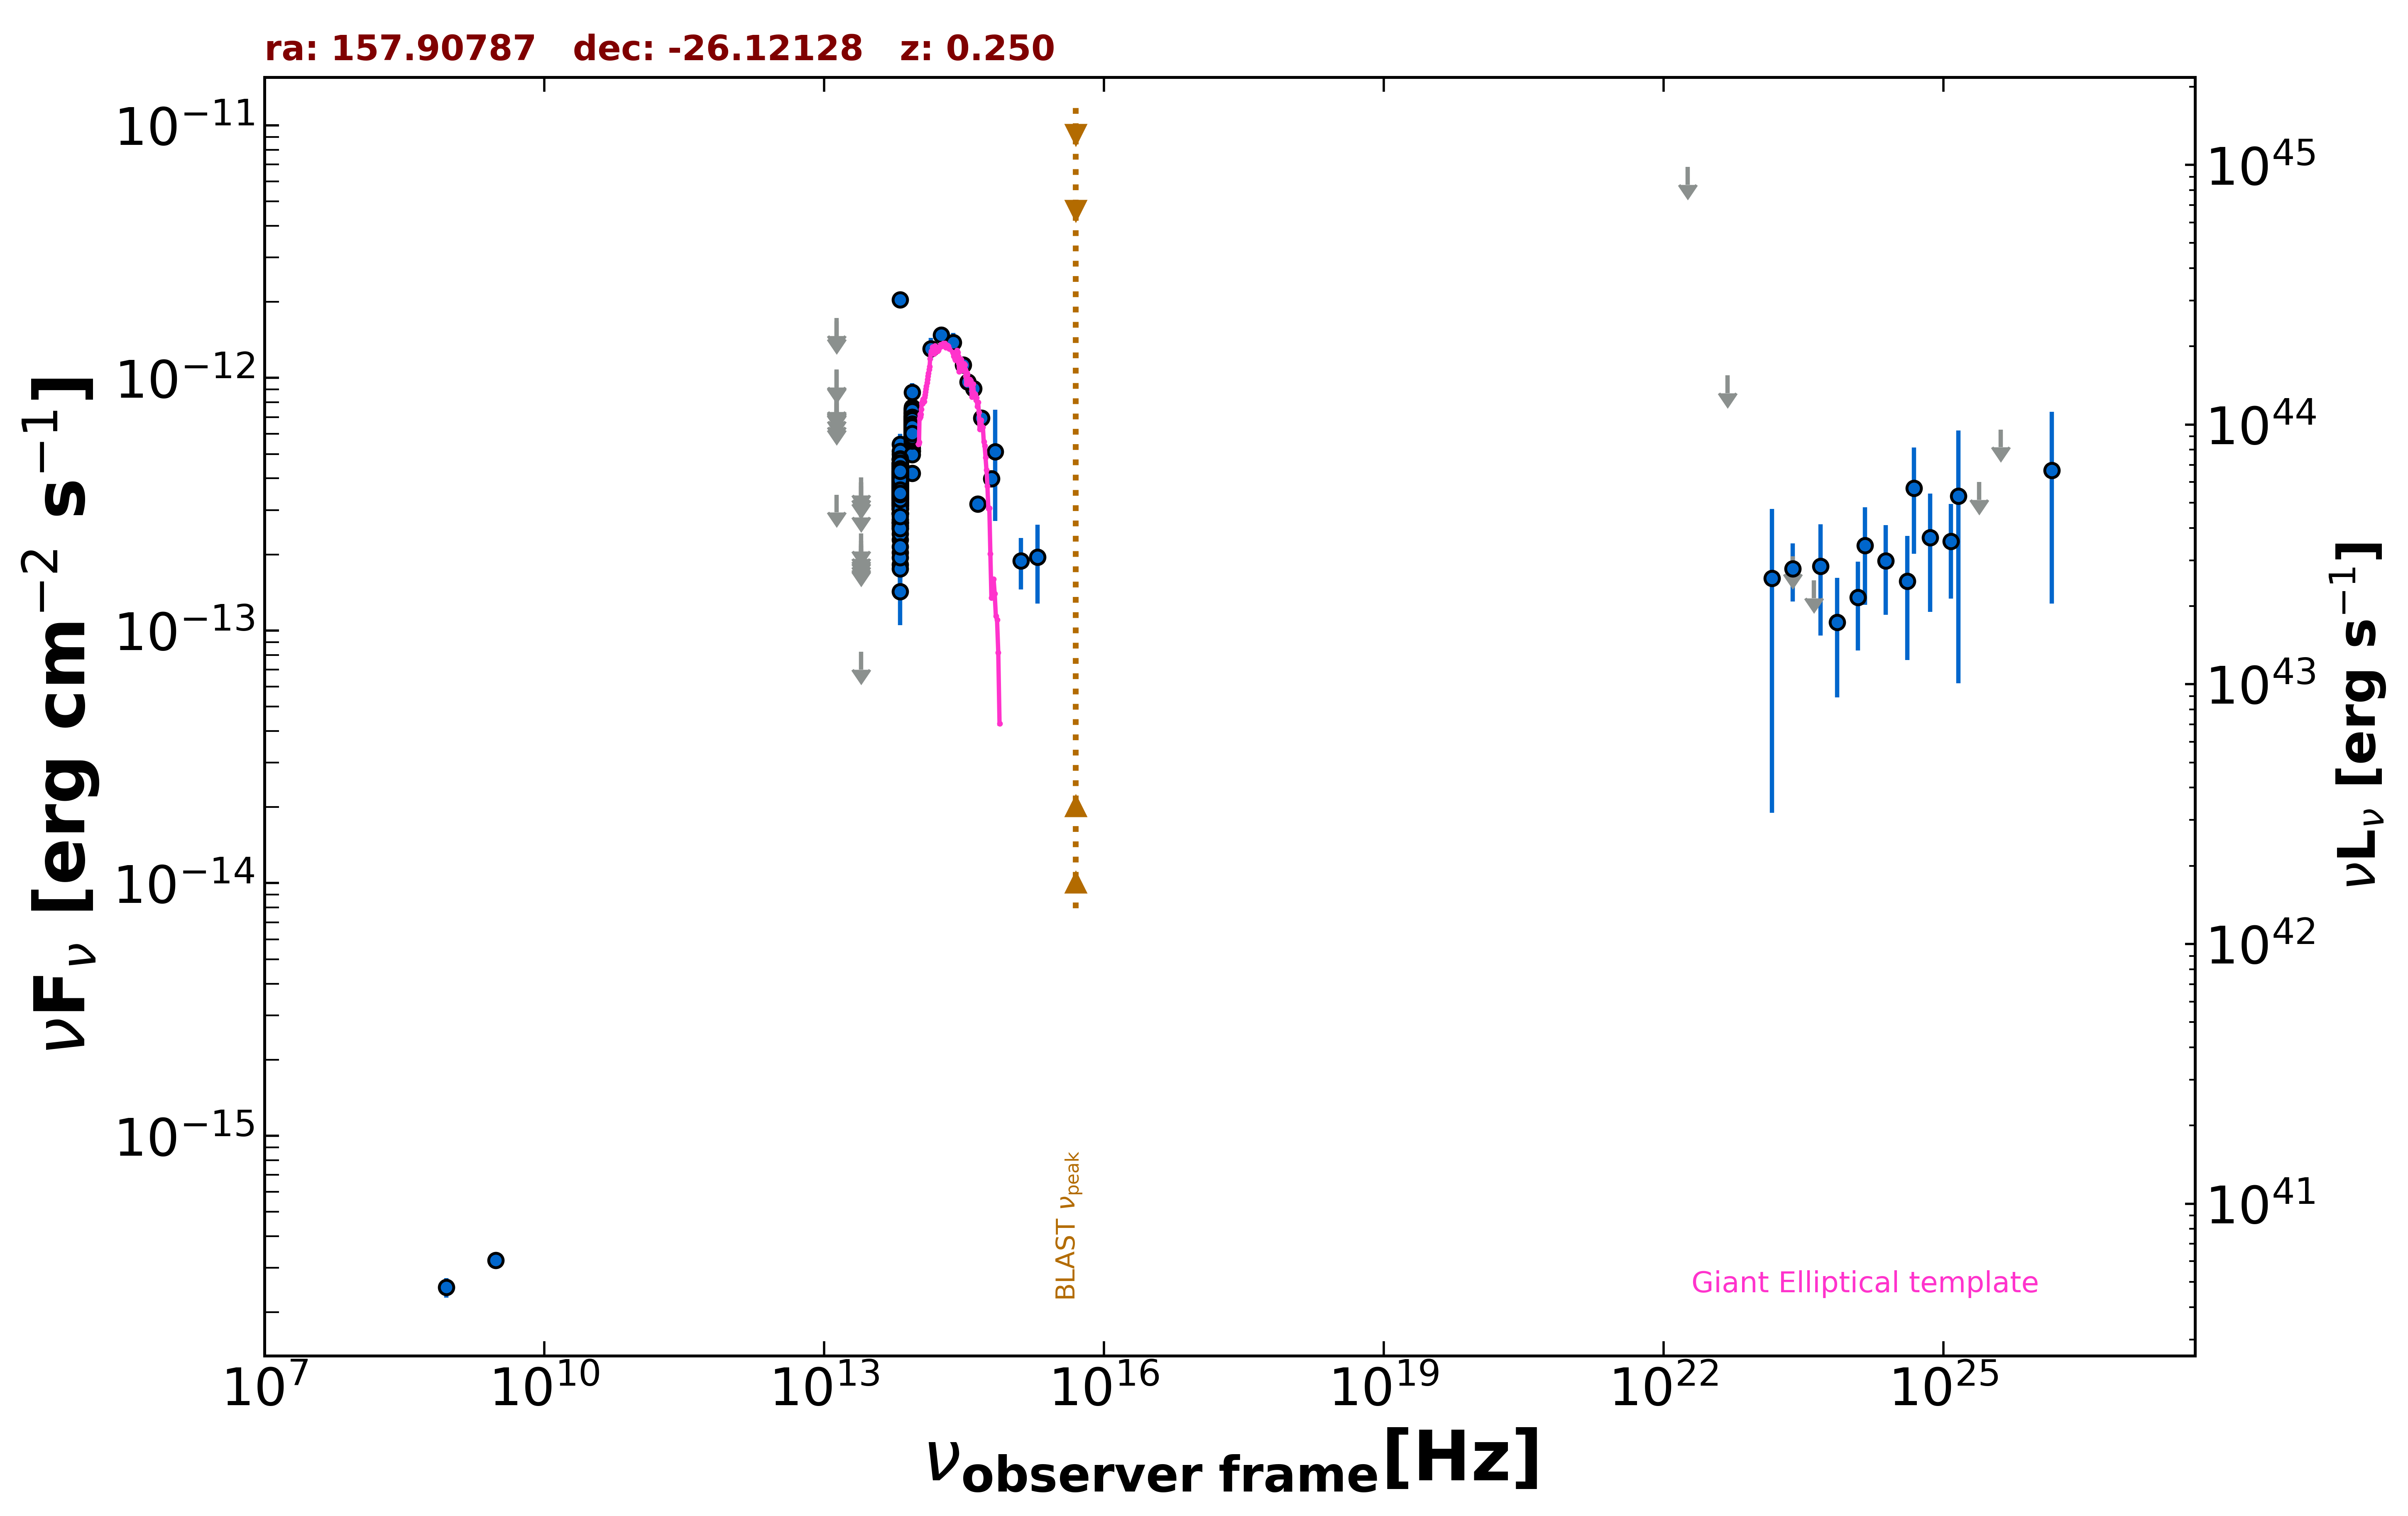 ra: 157.90787   dec: -26.12128   z: 0.250
10⁻¹¹
10⁻¹²
10⁻¹³
10⁻¹⁴
10⁻¹⁵
νFν [erg cm⁻² s⁻¹]
10⁴⁵
10⁴⁴
10⁴³
10⁴²
10⁴¹
νLν [erg s⁻¹]
BLAST νpeak
Giant Elliptical template
10⁷ 10¹⁰ 10¹³ 10¹⁶ 10¹⁹ 10²² 10²⁵
νobserver frame[Hz]